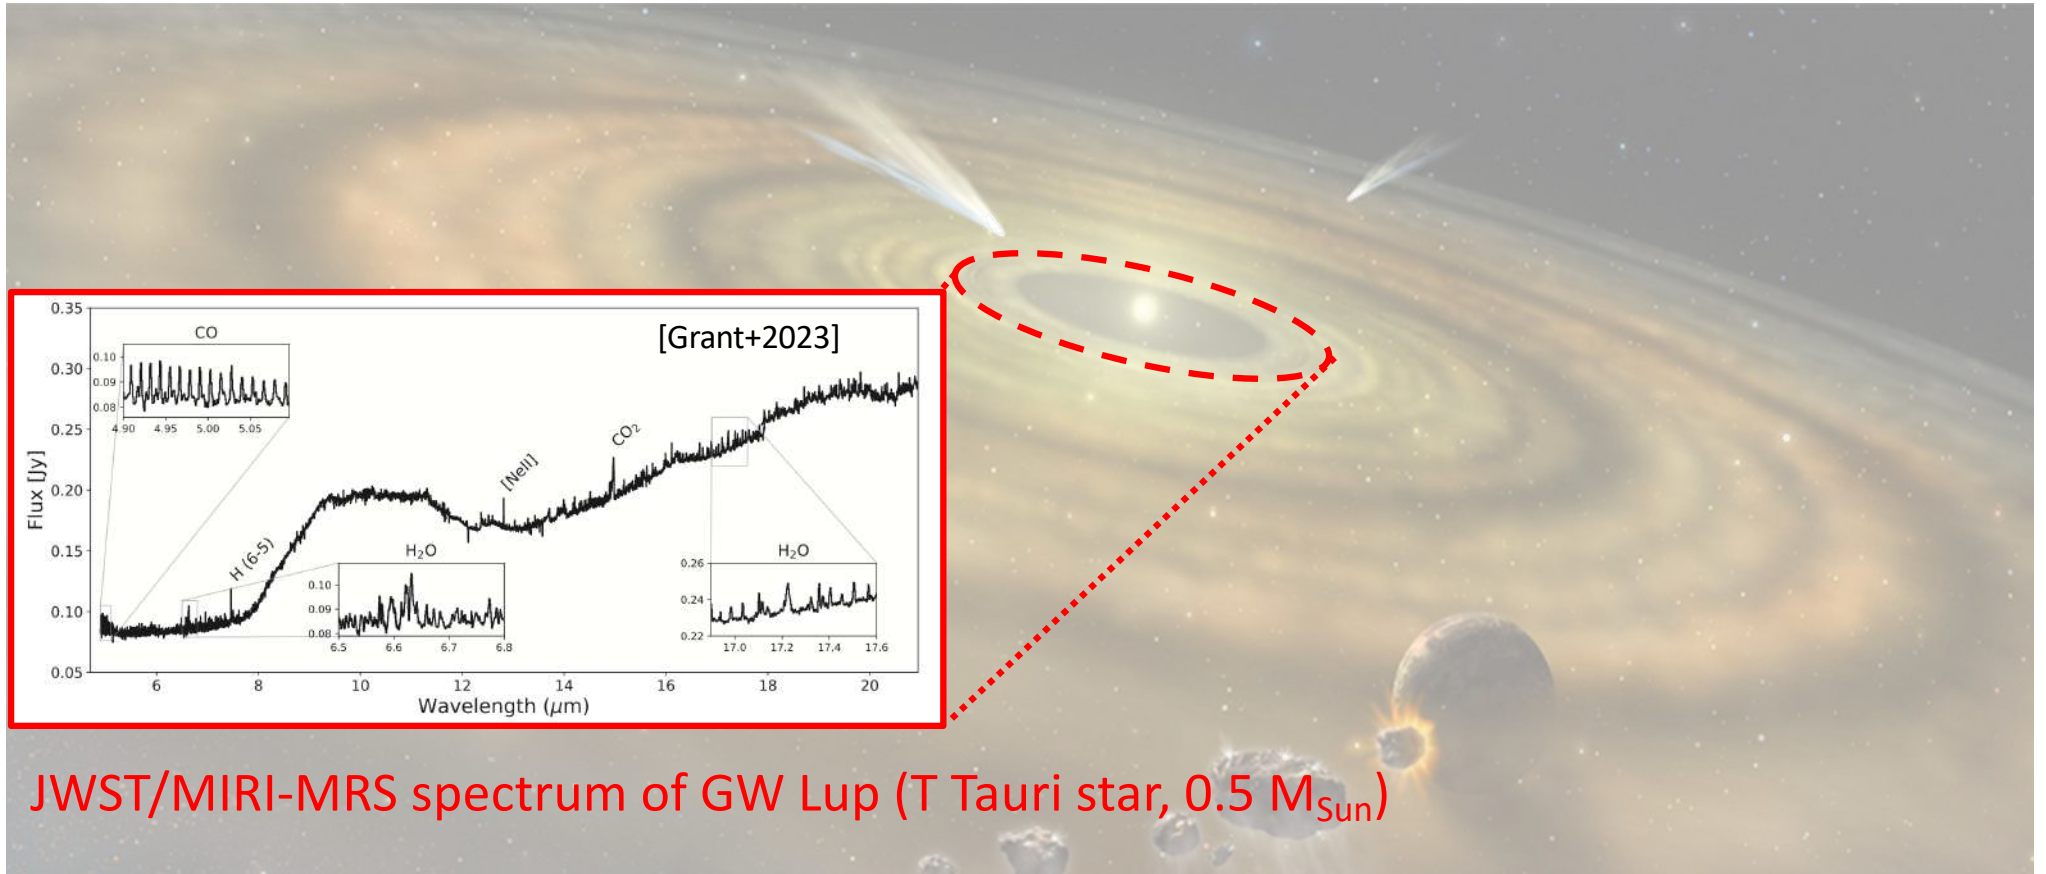 [Grant+2023]
0.35
0.30
0.25
0.20
0.15
0.10
0.05
Flux [Jy]
CO
0.10
0.09
0.08
4.90 4.95 5.00 5.05
H (6-5)
[NeII]
CO₂
H₂O
0.10
0.09
0.08
6.5 6.6 6.7 6.8
H₂O
0.26
0.24
0.22
17.0 17.2 17.4 17.6
6 8 10 12 14 16 18 20
Wavelength (μm)
JWST/MIRI-MRS spectrum of GW Lup (T Tauri star, 0.5 M_Sun)